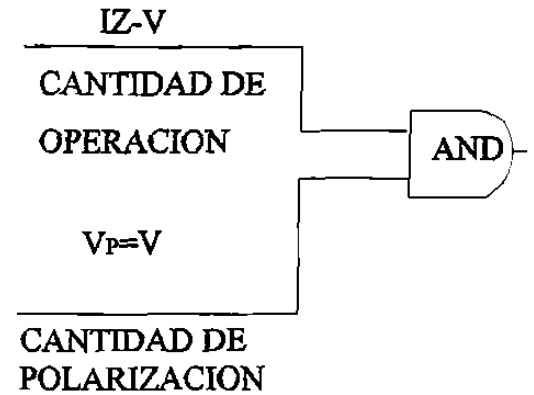 IZ-V
CANTIDAD DE
OPERACION
AND
VP=V
CANTIDAD DE
POLARIZACION